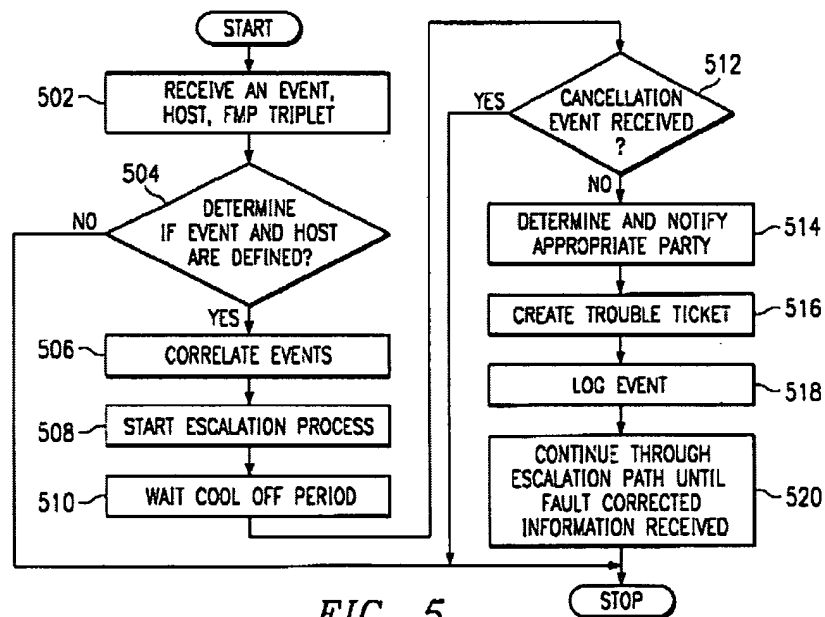 START
502
RECEIVE AN EVENT,
HOST, FMP TRIPLET
504
NO
DETERMINE
IF EVENT AND HOST
ARE DEFINED?
YES
506
CORRELATE EVENTS
508
START ESCALATION PROCESS
510
WAIT COOL OFF PERIOD
512
YES
CANCELLATION
EVENT RECEIVED
?
NO
DETERMINE AND NOTIFY
APPROPRIATE PARTY
514
CREATE TROUBLE TICKET
516
LOG EVENT
518
CONTINUE THROUGH
ESCALATION PATH UNTIL
FAULT CORRECTED
INFORMATION RECEIVED
520
STOP
FIG. 5